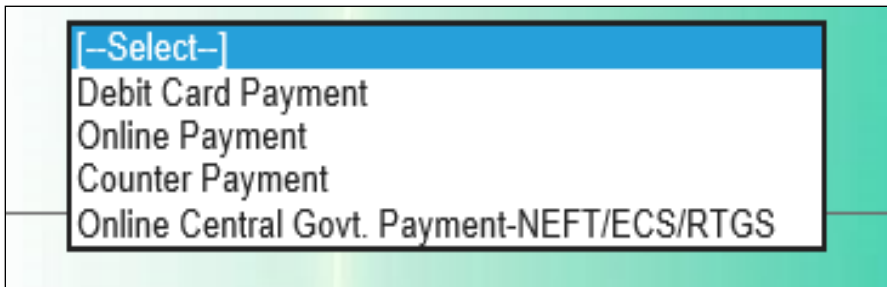 [--Select--]
Debit Card Payment
Online Payment
Counter Payment
Online Central Govt. Payment-NEFT/ECS/RTGS